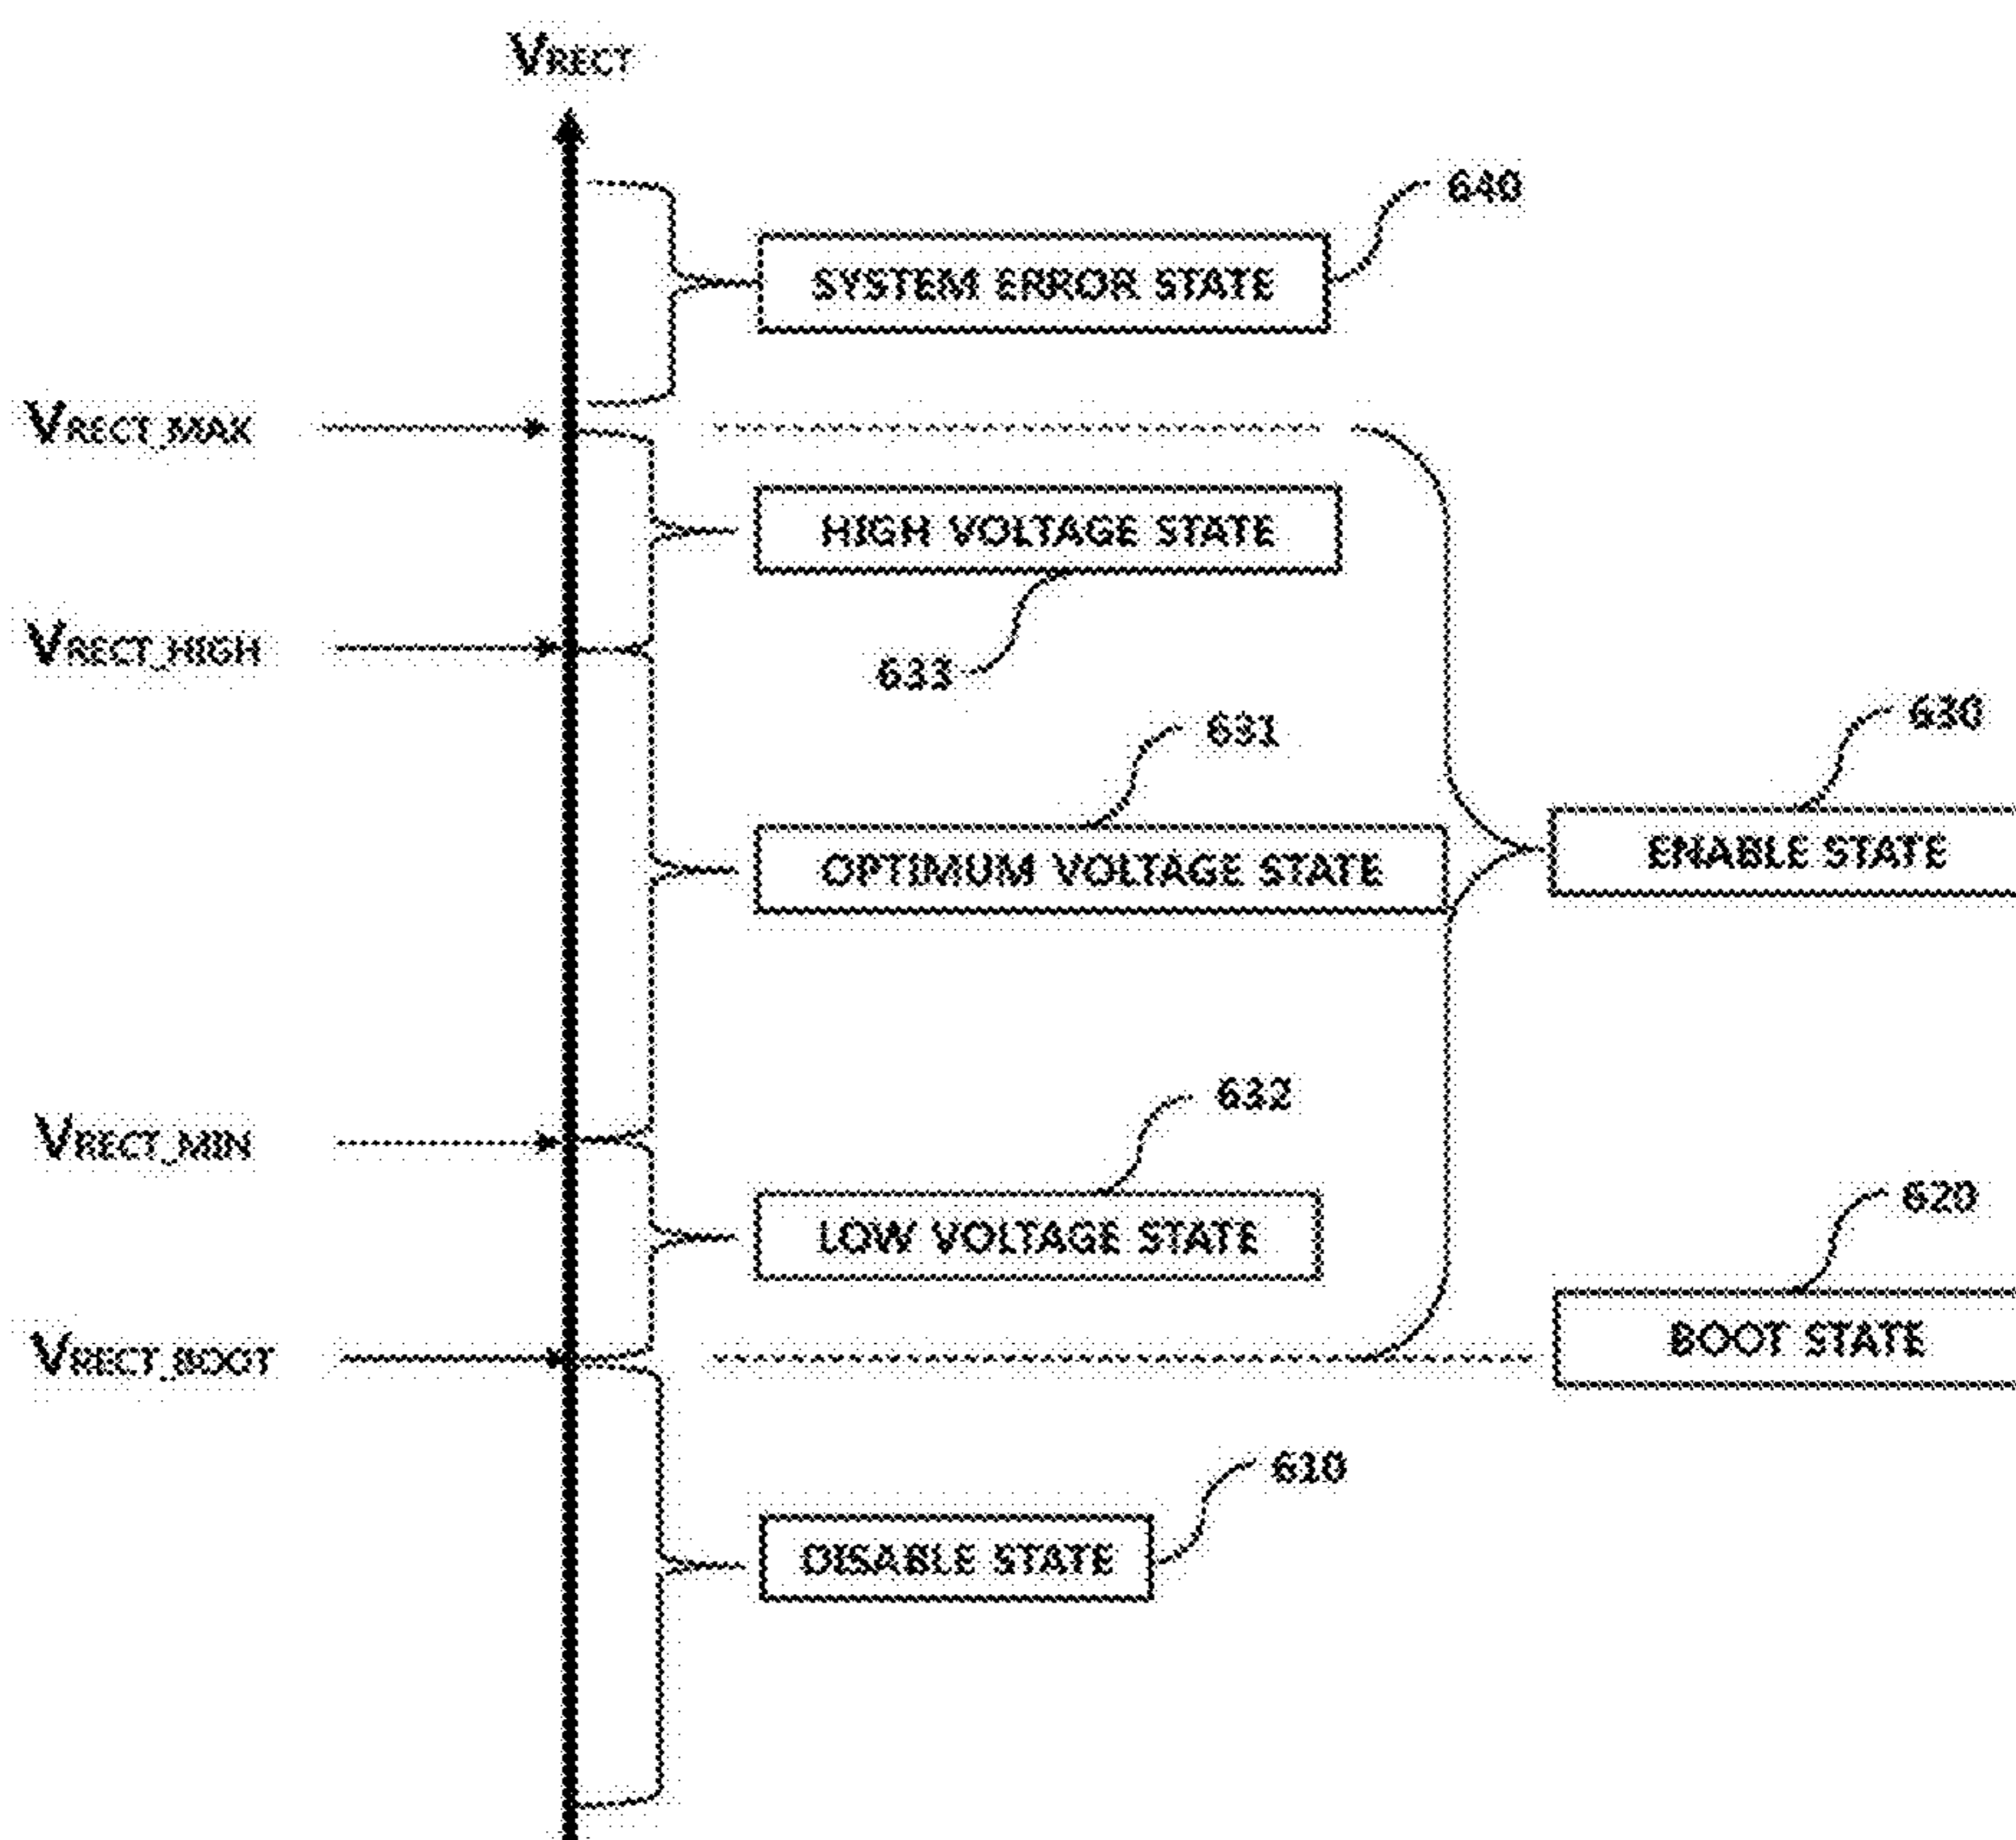 VRECT
640
SYSTEM ERROR STATE
VRECT_MAX
HIGH VOLTAGE STATE
VRECT_HIGH
633
631
630
OPTIMUM VOLTAGE STATE
ENABLE STATE
632
VRECT_MIN
620
LOW VOLTAGE STATE
BOOT STATE
VRECT_BOOT
610
DISABLE STATE